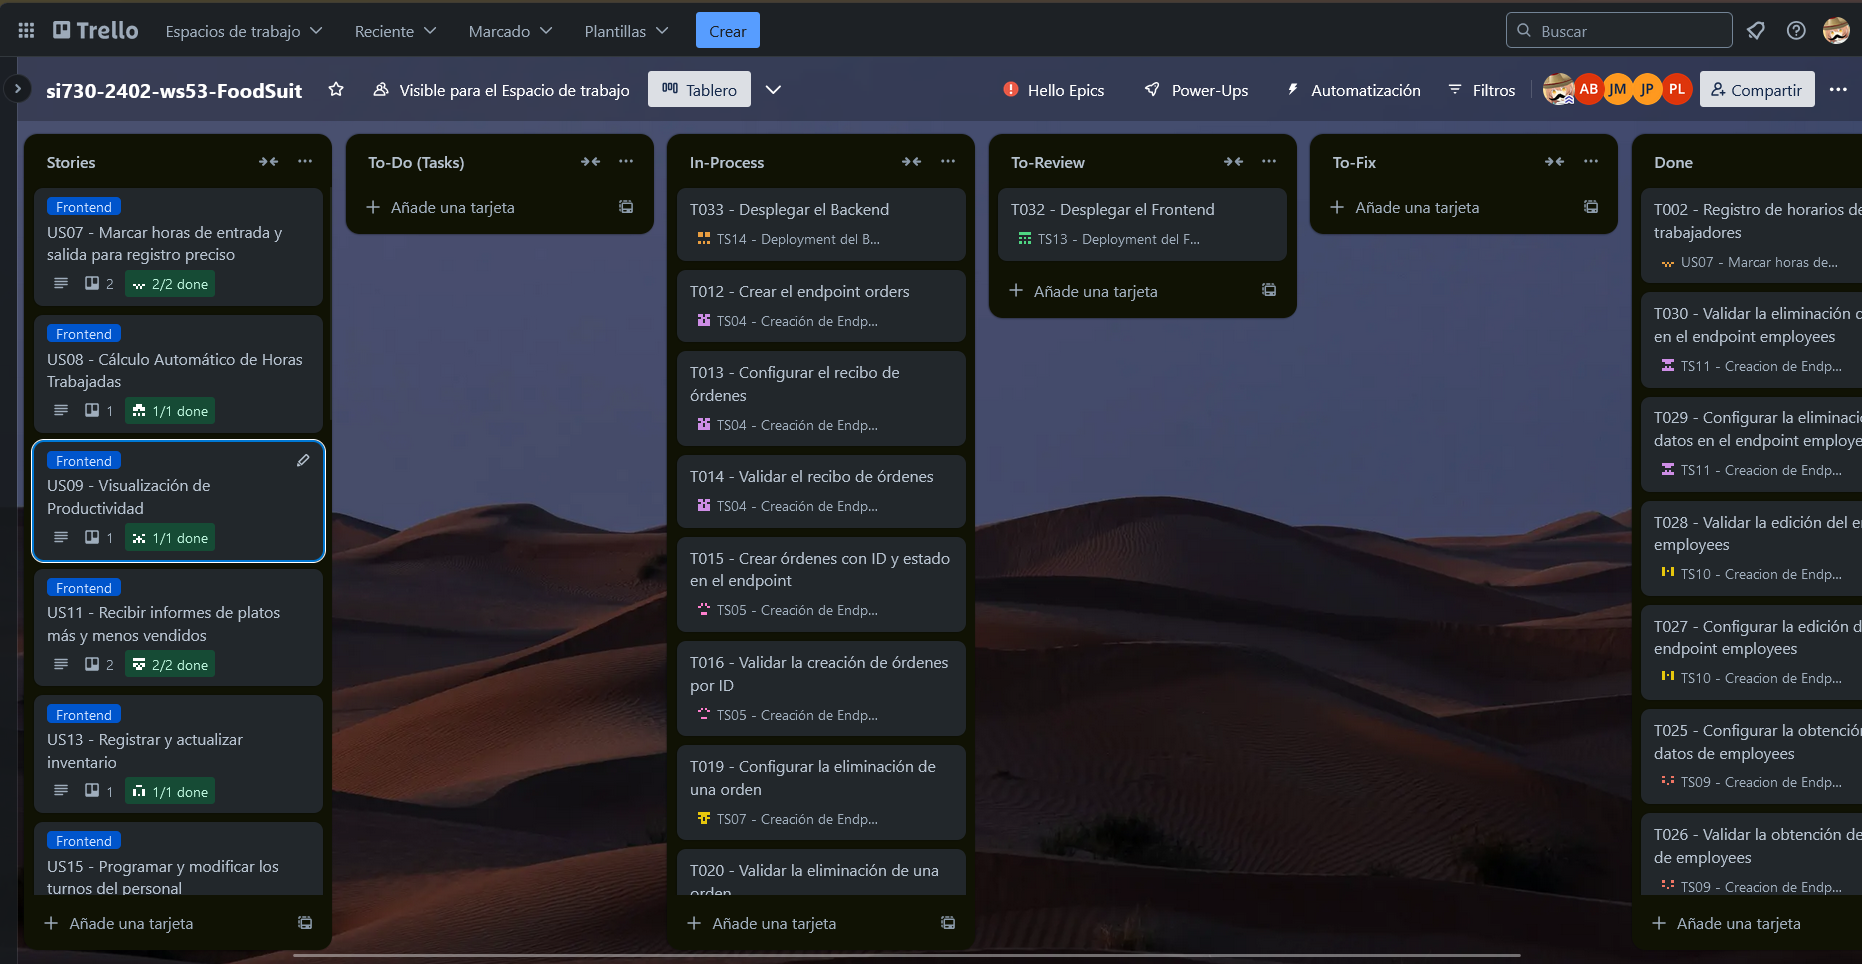 Trello
Espacios de trabajo
Reciente
Marcado
Plantillas
Crear
Buscar
si730-2402-ws53-FoodSuit
Visible para el Espacio de trabajo
Tablero
Hello Epics
Power-Ups
Automatización
Filtros
AB
JM
JP
PL
Compartir
Stories
Frontend
US07 - Marcar horas de entrada y
salida para registro preciso
2
2/2 done
Frontend
US08 - Cálculo Automático de Horas
Trabajadas
1
1/1 done
Frontend
US09 - Visualización de
Productividad
1
1/1 done
Frontend
US11 - Recibir informes de platos
más y menos vendidos
2
2/2 done
Frontend
US13 - Registrar y actualizar
inventario
1
1/1 done
Frontend
US15 - Programar y modificar los
turnos del personal
Añade una tarjeta
To-Do (Tasks)
Añade una tarjeta
In-Process
T033 - Desplegar el Backend
TS14 - Deployment del B...
T012 - Crear el endpoint orders
TS04 - Creación de Endp...
T013 - Configurar el recibo de
órdenes
TS04 - Creación de Endp...
T014 - Validar el recibo de órdenes
TS04 - Creación de Endp...
T015 - Crear órdenes con ID y estado
en el endpoint
TS05 - Creación de Endp...
T016 - Validar la creación de órdenes
por ID
TS05 - Creación de Endp...
T019 - Configurar la eliminación de
una orden
TS07 - Creación de Endp...
T020 - Validar la eliminación de una
orden
Añade una tarjeta
To-Review
T032 - Desplegar el Frontend
TS13 - Deployment del F...
Añade una tarjeta
To-Fix
Añade una tarjeta
Done
T002 - Registro de horarios de
trabajadores
US07 - Marcar horas de...
T030 - Validar la eliminación
en el endpoint employees
TS11 - Creacion de Endp...
T029 - Configurar la eliminaci
datos en el endpoint employe
TS11 - Creacion de Endp...
T028 - Validar la edición del e
employees
TS10 - Creacion de Endp...
T027 - Configurar la edición d
endpoint employees
TS10 - Creacion de Endp...
T025 - Configurar la obtenció
datos de employees
TS09 - Creacion de Endp...
T026 - Validar la obtención de
de employees
TS09 - Creacion de Endp...
Añade una tarjeta